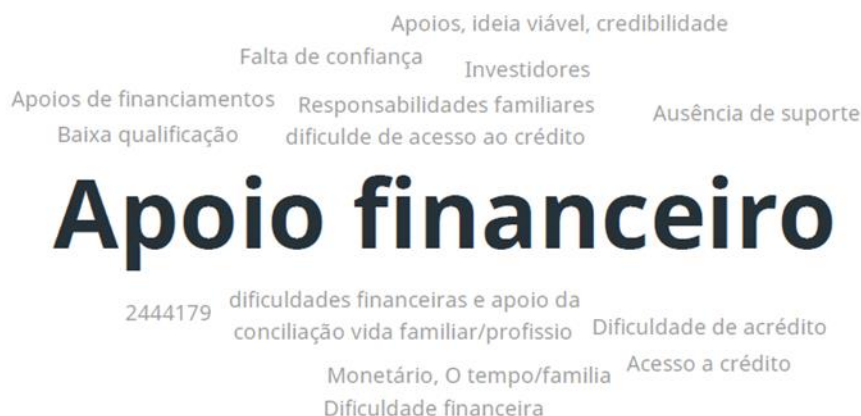 Apoios, ideia viável, credibilidade
Falta de confiança
Investidores
Apoios de financiamentos
Responsabilidades familiares
Ausência de suporte
Baixa qualificação
dificulde de acesso ao crédito
Apoio financeiro
2444179
dificuldades financeiras e apoio da
conciliação vida familiar/profissio
Dificuldade de acrédito
Monetário, O tempo/familia
Acesso a crédito
Dificuldade financeira